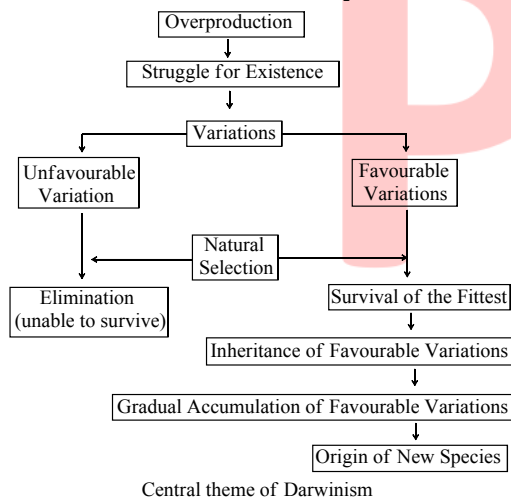 Overproduction
Struggle for Existence
Variations
Unfavourable
Variation
Favourable
Variations
Natural
Selection
Elimination
(unable to survive)
Survival of the Fittest
Inheritance of Favourable Variations
Gradual Accumulation of Favourable Variations
Origin of New Species
Central theme of Darwinism